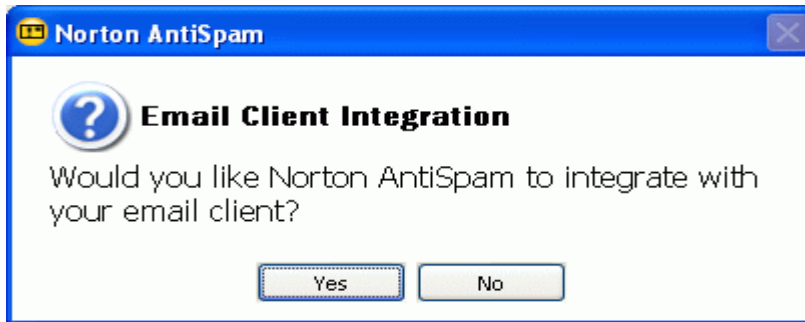 Norton AntiSpam
Email Client Integration
Would you like Norton AntiSpam to integrate with
your email client?
Yes No